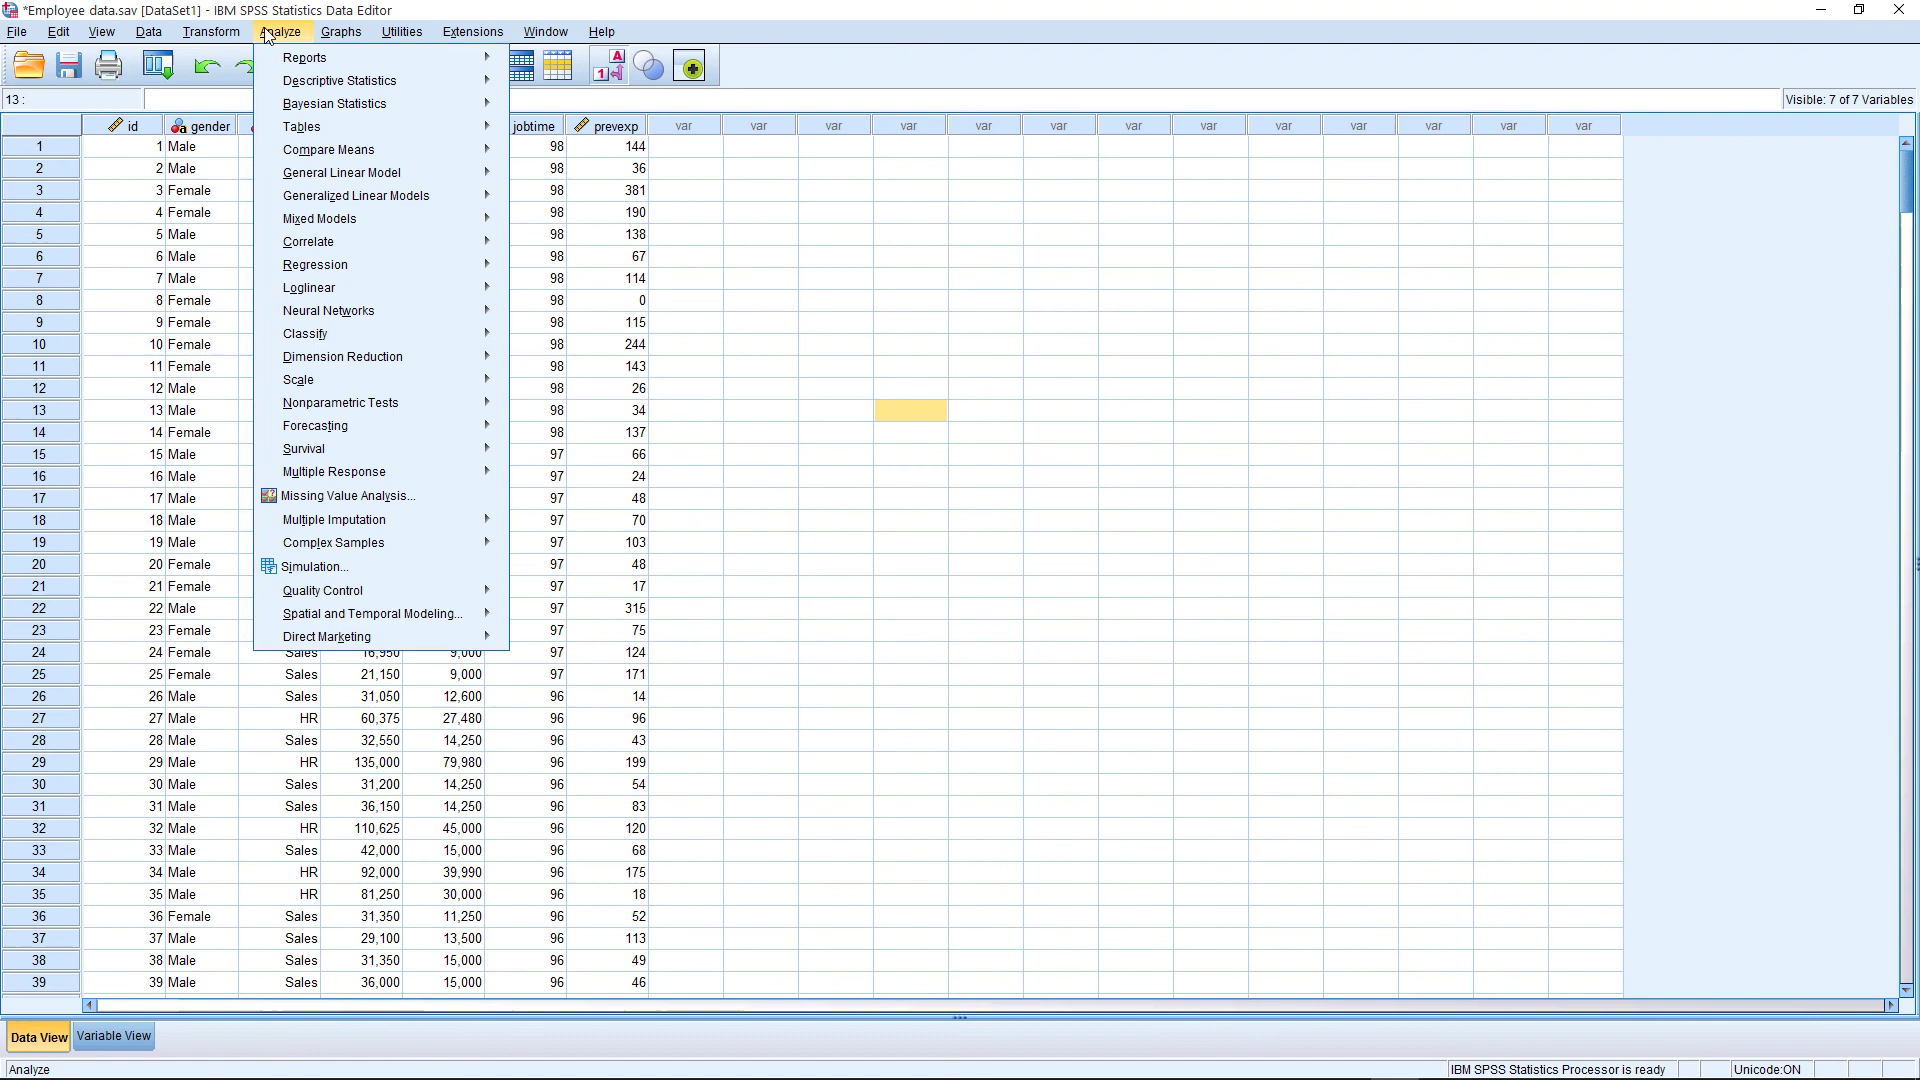 *Employee data.sav [DataSet1] - IBM SPSS Statistics Data Editor
File Edit View Data Transform Analyze Graphs Utilities Extensions Window Help
13 :
Visible: 7 of 7 Variables
id gender jobtime prevexp var var var var var var var var var var var var var
Reports
Descriptive Statistics
Bayesian Statistics
Tables
Compare Means
General Linear Model
Generalized Linear Models
Mixed Models
Correlate
Regression
Loglinear
Neural Networks
Classify
Dimension Reduction
Scale
Nonparametric Tests
Forecasting
Survival
Multiple Response
Missing Value Analysis...
Multiple Imputation
Complex Samples
Simulation...
Quality Control
Spatial and Temporal Modeling...
Direct Marketing
1 1 Male 98 144
2 2 Male 98 36
3 3 Female 98 381
4 4 Female 98 190
5 5 Male 98 138
6 6 Male 98 67
7 7 Male 98 114
8 8 Female 98 0
9 9 Female 98 115
10 10 Female 98 244
11 11 Female 98 143
12 12 Male 98 26
13 13 Male 98 34
14 14 Female 98 137
15 15 Male 97 66
16 16 Male 97 24
17 17 Male 97 48
18 18 Male 97 70
19 19 Male 97 103
20 20 Female 97 48
21 21 Female 97 17
22 22 Male 97 315
23 23 Female 97 75
24 24 Female Sales 16,950 9,000 97 124
25 25 Female Sales 21,150 9,000 97 171
26 26 Male Sales 31,050 12,600 96 14
27 27 Male HR 60,375 27,480 96 96
28 28 Male Sales 32,550 14,250 96 43
29 29 Male HR 135,000 79,980 96 199
30 30 Male Sales 31,200 14,250 96 54
31 31 Male Sales 36,150 14,250 96 83
32 32 Male HR 110,625 45,000 96 120
33 33 Male Sales 42,000 15,000 96 68
34 34 Male HR 92,000 39,990 96 175
35 35 Male HR 81,250 30,000 96 18
36 36 Female Sales 31,350 11,250 96 52
37 37 Male Sales 29,100 13,500 96 113
38 38 Male Sales 31,350 15,000 96 49
39 39 Male Sales 36,000 15,000 96 46
Data View Variable View
Analyze IBM SPSS Statistics Processor is ready Unicode:ON